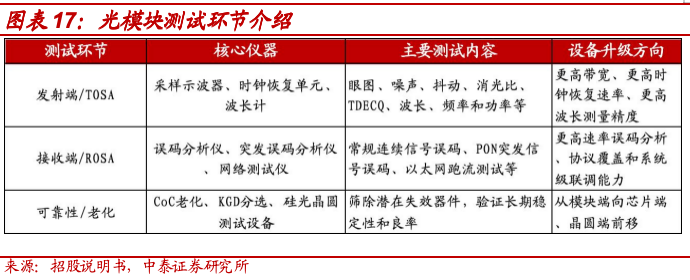 图表 17：光模块测试环节介绍
测试环节 核心仪器 主要测试内容 设备升级方向
发射端/TOSA 采样示波器、时钟恢复单元、波长计 眼图、噪声、抖动、消光比、TDECQ、波长、频率和功率等 更高带宽、更高时钟恢复速率、更高波长测量精度
接收端/ROSA 误码分析仪、突发误码分析仪、网络测试仪 常规连续信号误码、PON突发信号误码、以太网跑流测试等 更高速率误码分析、协议覆盖和系统级联调能力
可靠性/老化 CoC老化、KGD分选、硅光晶圆测试设备 筛除潜在失效器件，验证长期稳定性和良率 从模块端向芯片端、晶圆端前移
来源：招股说明书，中泰证券研究所